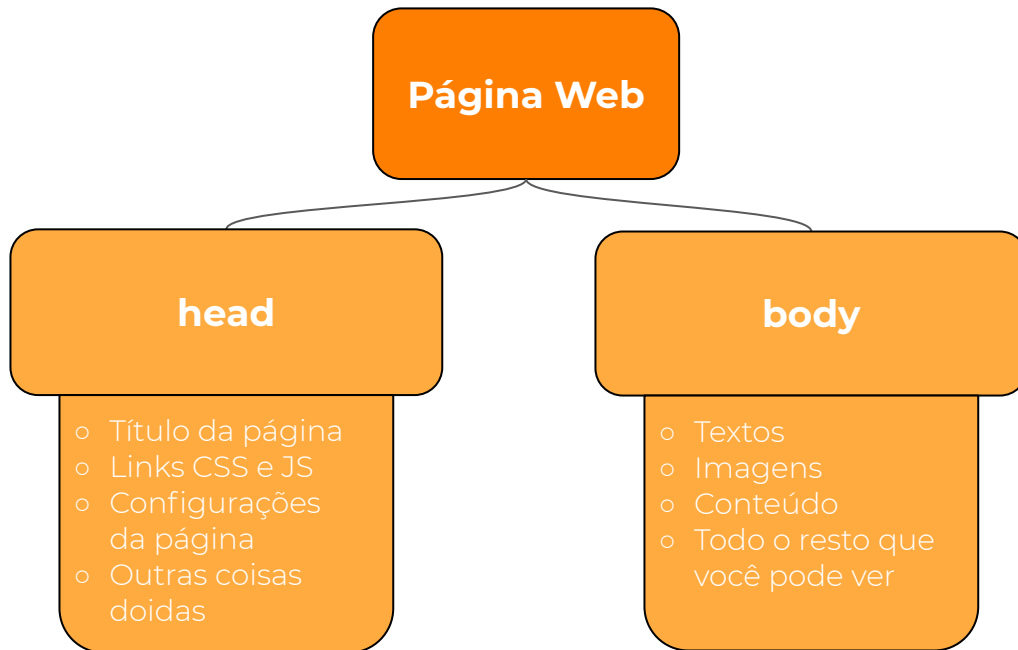 Página Web
head
○ Título da página
○ Links CSS e JS
○ Configurações
da página
○ Outras coisas
doidas
body
○ Textos
○ Imagens
○ Conteúdo
○ Todo o resto que
você pode ver